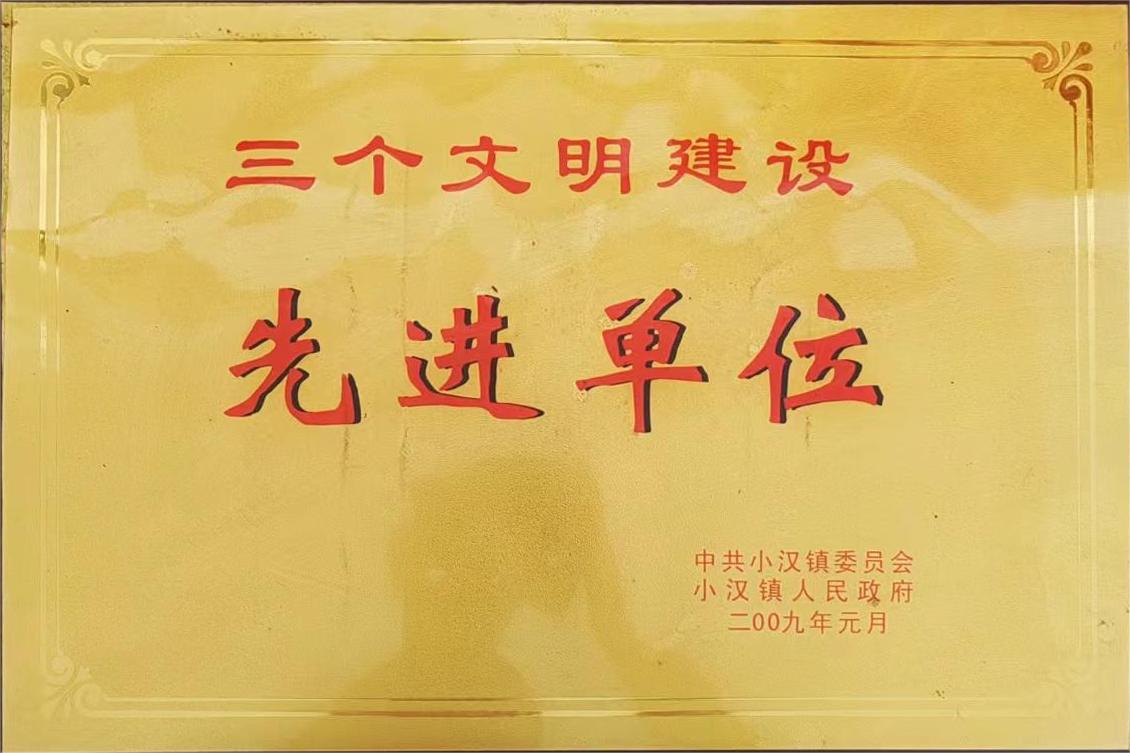 三个文明建设
先进单位
中共小汉镇委员会
小汉镇人民政府
二00九年元月